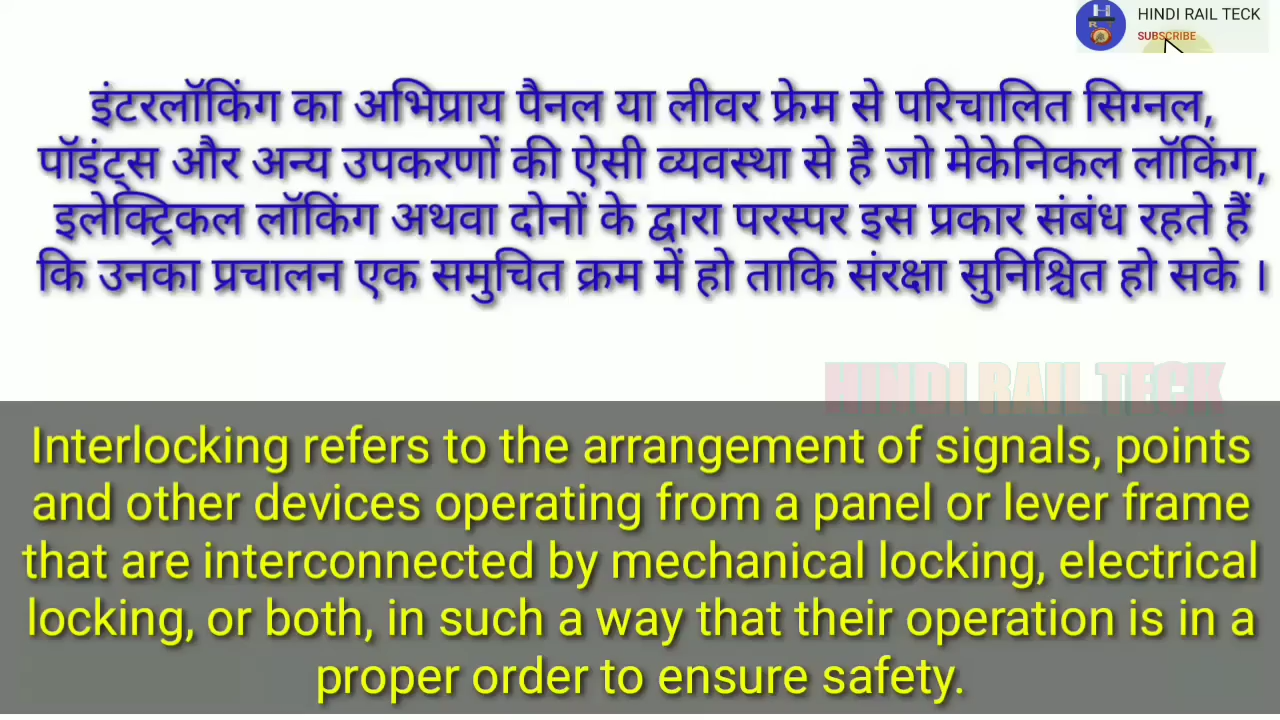 HINDI RAIL TECK
SUBSCRIBE
इंटरलॉकिंग का अभिप्राय पैनल या लीवर फ्रेम से परिचालित सिग्नल,
पॉइंट्स और अन्य उपकरणों की ऐसी व्यवस्था से है जो मेकेनिकल लॉकिंग,
इलेक्ट्रिकल लॉकिंग अथवा दोनों के द्वारा परस्पर इस प्रकार संबंध रहते हैं
कि उनका प्रचालन एक समुचित क्रम में हो ताकि संरक्षा सुनिश्चित हो सके ।
HINDI RAIL TECK
Interlocking refers to the arrangement of signals, points
and other devices operating from a panel or lever frame
that are interconnected by mechanical locking, electrical
locking, or both, in such a way that their operation is in a
proper order to ensure safety.